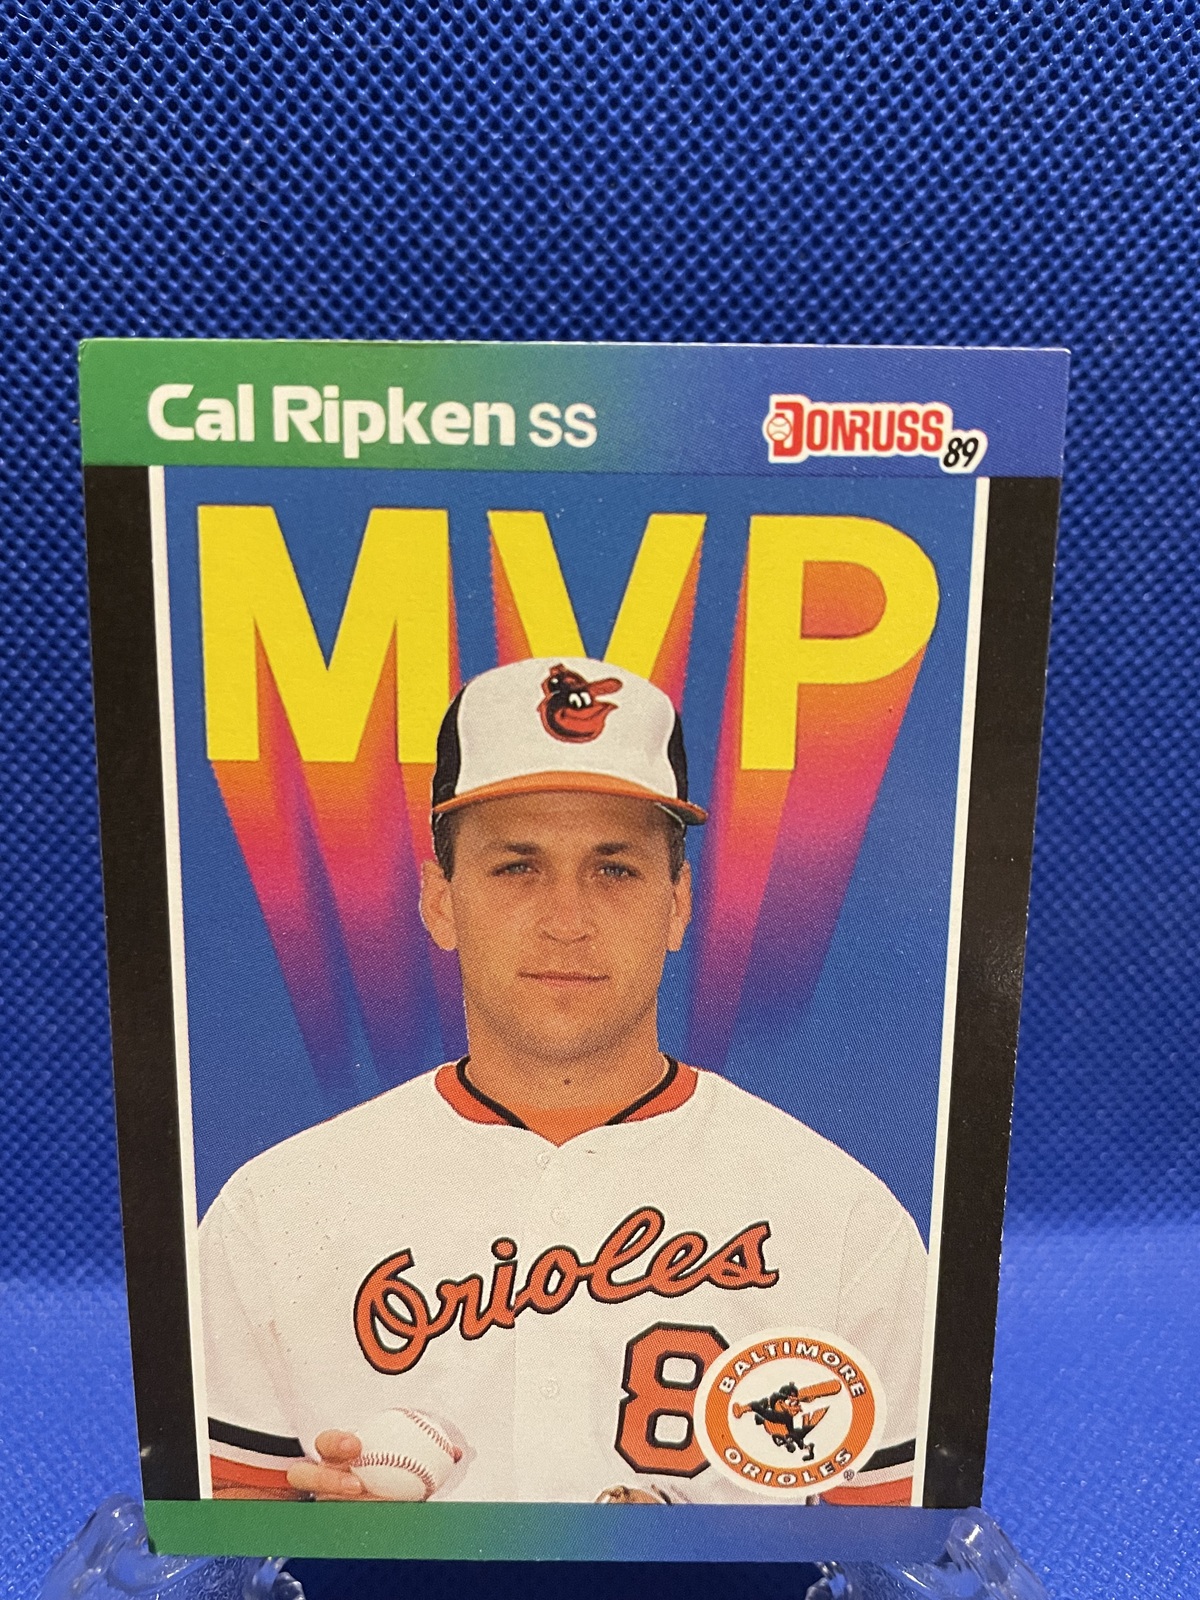 Cal Ripken SS
DONRUSS 89
MVP
Orioles
8
BALTIMORE
ORIOLES